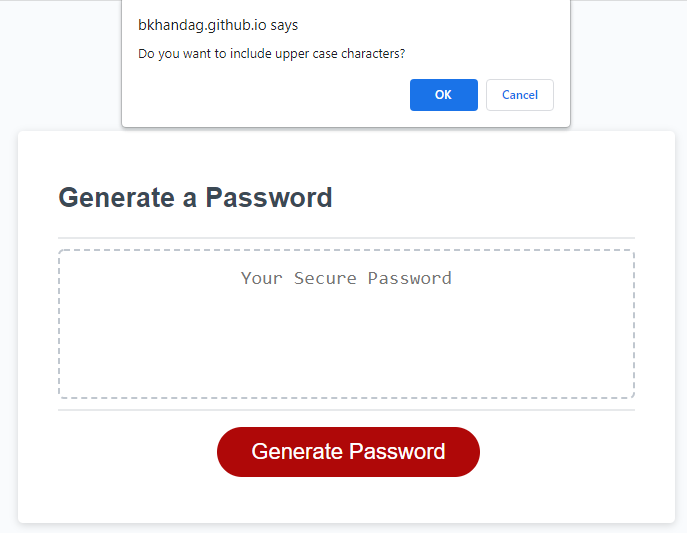 bkhandag.github.io says
Do you want to include upper case characters?
OK
Cancel
Generate a Password
Your Secure Password
Generate Password